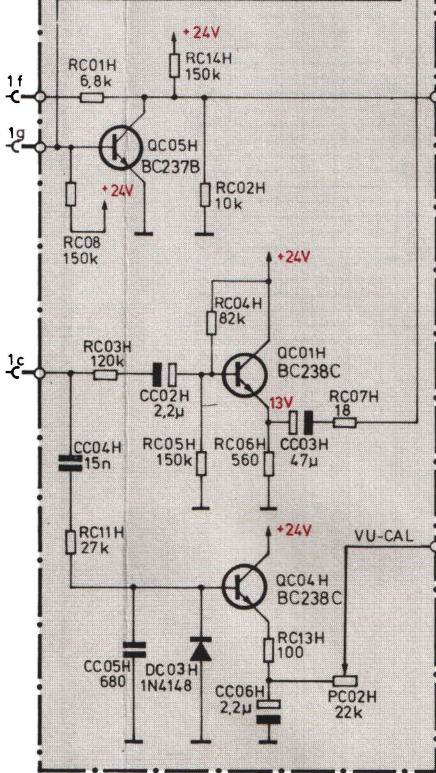 +24V
RC01H
6,8k
RC14H
150k
1f
1g
QC05H
BC237B
+24V
RC02H
10k
RC08
150k
+24V
RC04H
82k
1c
RC03H
120k
QC01H
BC238C
CC02H
2,2µ
13V
RC07H
18
CC04H
15n
RC05H
150k
RC06H
560
CC03H
47µ
RC11H
27k
+24V
VU-CAL
QC04H
BC238C
RC13H
100
CC05H
680
DC03H
1N4148
CC06H
2,2µ
PC02H
22k